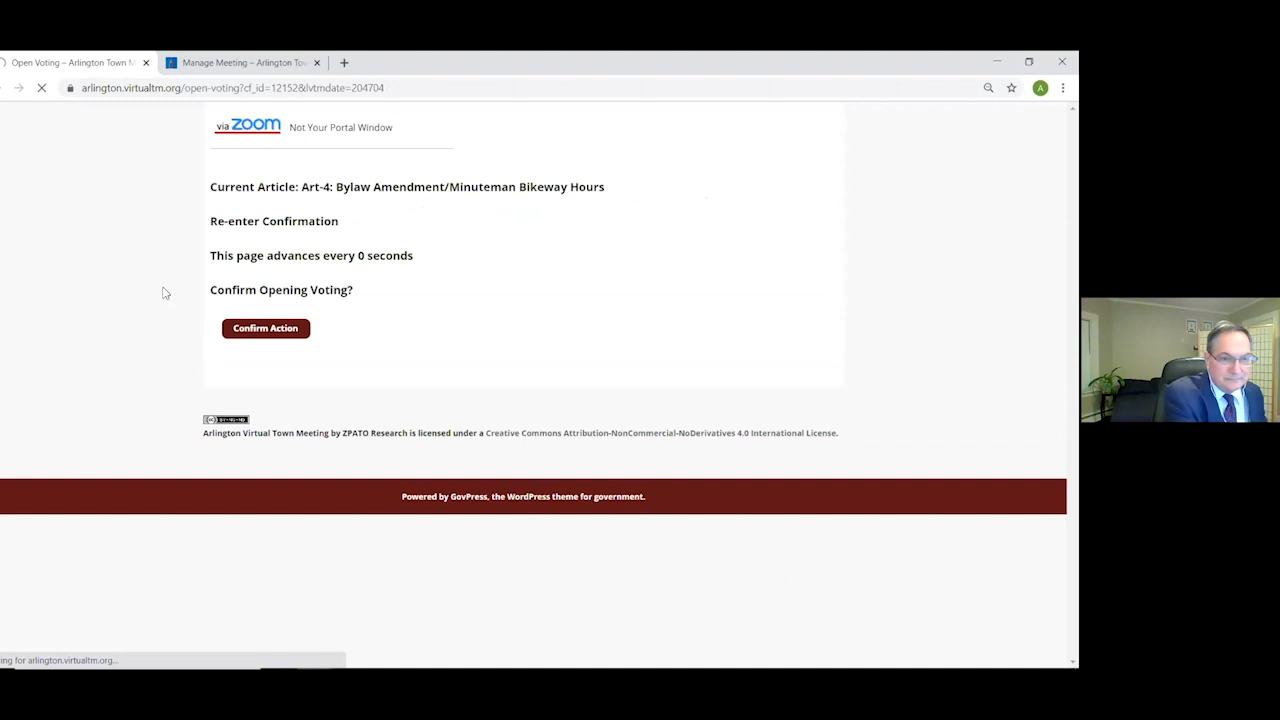 Open Voting – Arlington Town M
Manage Meeting – Arlington Tow
arlington.virtualtm.org/open-voting?cf_id=12152&lvtmdate=204704
A
via zoom Not Your Portal Window
Current Article: Art-4: Bylaw Amendment/Minuteman Bikeway Hours
Re-enter Confirmation
This page advances every 0 seconds
Confirm Opening Voting?
Confirm Action
Arlington Virtual Town Meeting by ZPATO Research is licensed under a Creative Commons Attribution-NonCommercial-NoDerivatives 4.0 International License.
Powered by GovPress, the WordPress theme for government.
ing for arlington.virtualtm.org...